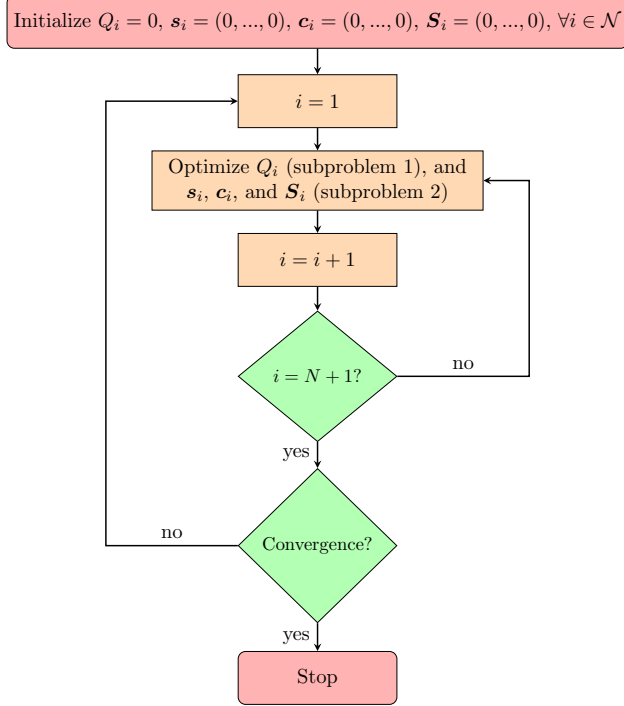 Initialize Q_i = 0, s_i = (0, ..., 0), c_i = (0, ..., 0), S_i = (0, ..., 0), ∀i ∈ 𝒩
i = 1
Optimize Q_i (subproblem 1), and
s_i, c_i, and S_i (subproblem 2)
i = i + 1
i = N + 1?
no
yes
Convergence?
no
yes
Stop